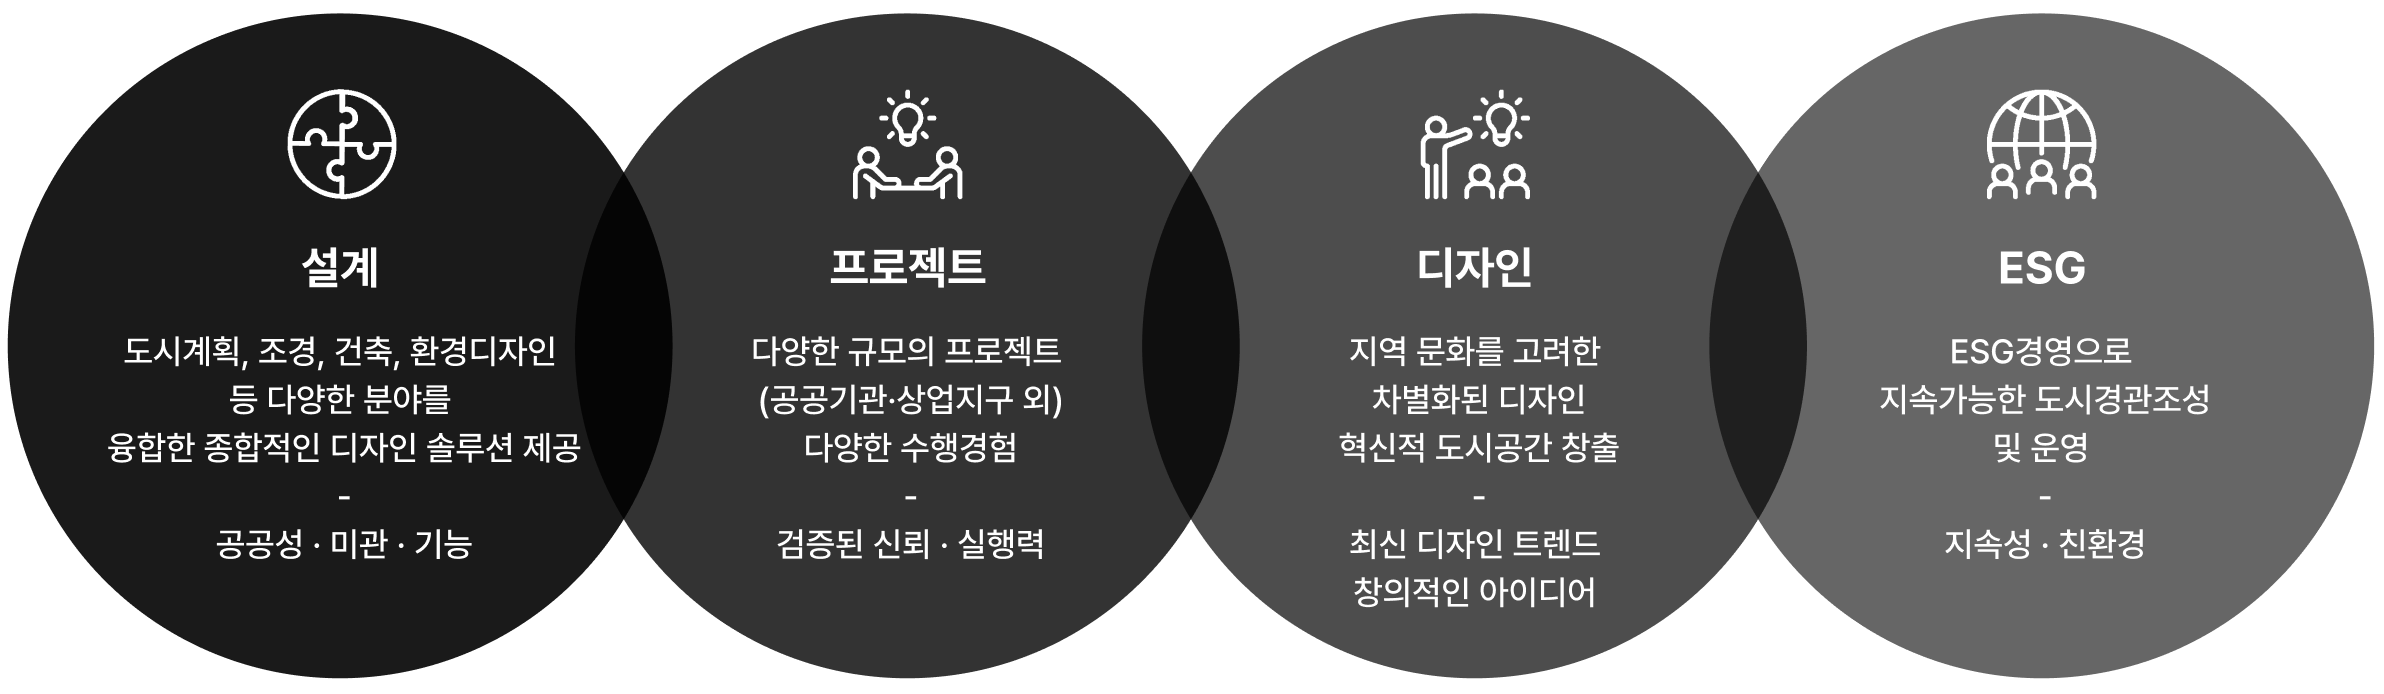 설계
도시계획, 조경, 건축, 환경디자인
등 다양한 분야를
융합한 종합적인 디자인 솔루션 제공
-
공공성 · 미관 · 기능
프로젝트
다양한 규모의 프로젝트
(공공기관·상업지구 외)
다양한 수행경험
-
검증된 신뢰 · 실행력
디자인
지역 문화를 고려한
차별화된 디자인
혁신적 도시공간 창출
-
최신 디자인 트렌드
창의적인 아이디어
ESG
ESG경영으로
지속가능한 도시경관조성
및 운영
-
지속성 · 친환경